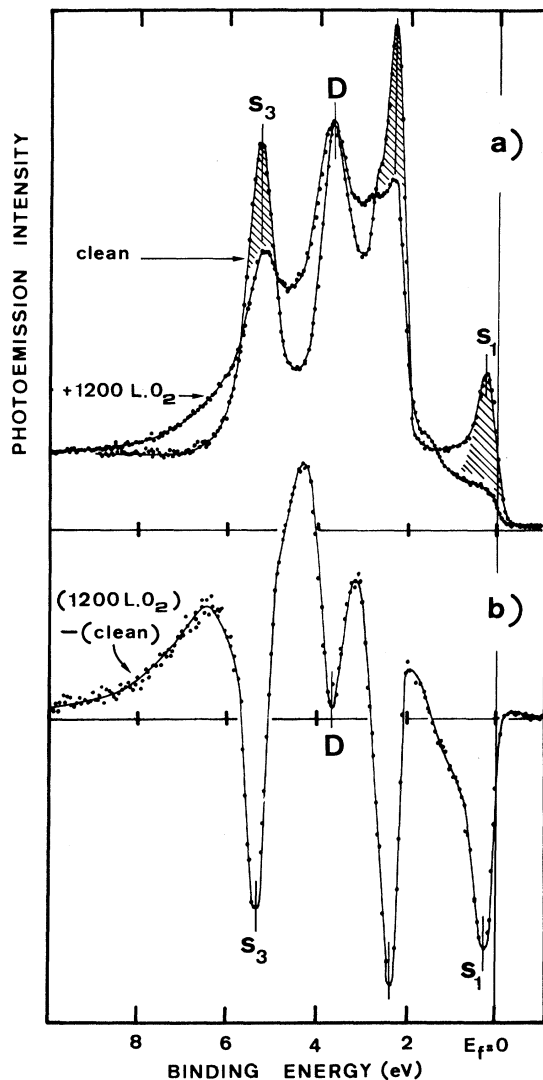 PHOTOEMISSION INTENSITY
S3
D
a)
clean
S1
+1200 L.O2
(1200 L.O2)
−(clean)
b)
D
S3
S1
8 6 4 2 Ef=0
BINDING ENERGY (eV)